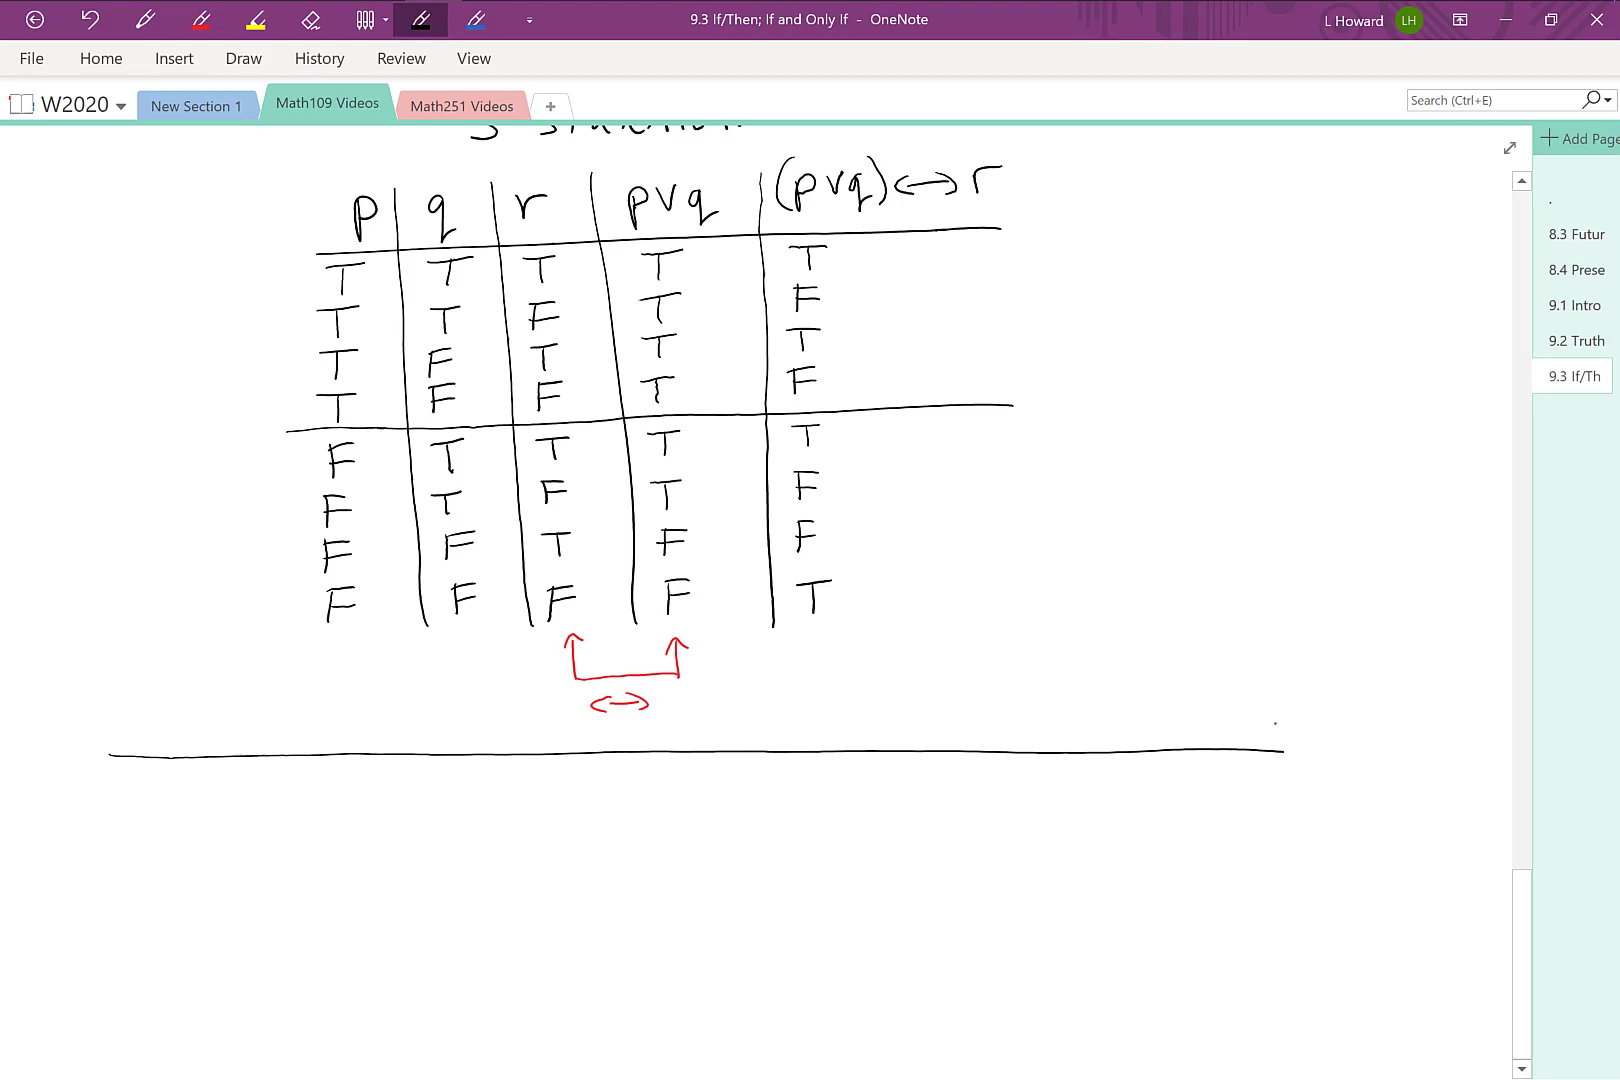 9.3 If/Then; If and Only If - OneNote
L Howard LH
File Home Insert Draw History Review View
W2020 New Section 1 Math109 Videos Math251 Videos +
Search (Ctrl+E)
Add Page
8.3 Futur
8.4 Prese
9.1 Intro
9.2 Truth
9.3 If/Th
p q r p∨q (p∨q)↔r
T T T T T
T T F T F
T F T T T
T F F T F
F T T T T
F T F T F
F F T F F
F F F F T
↔